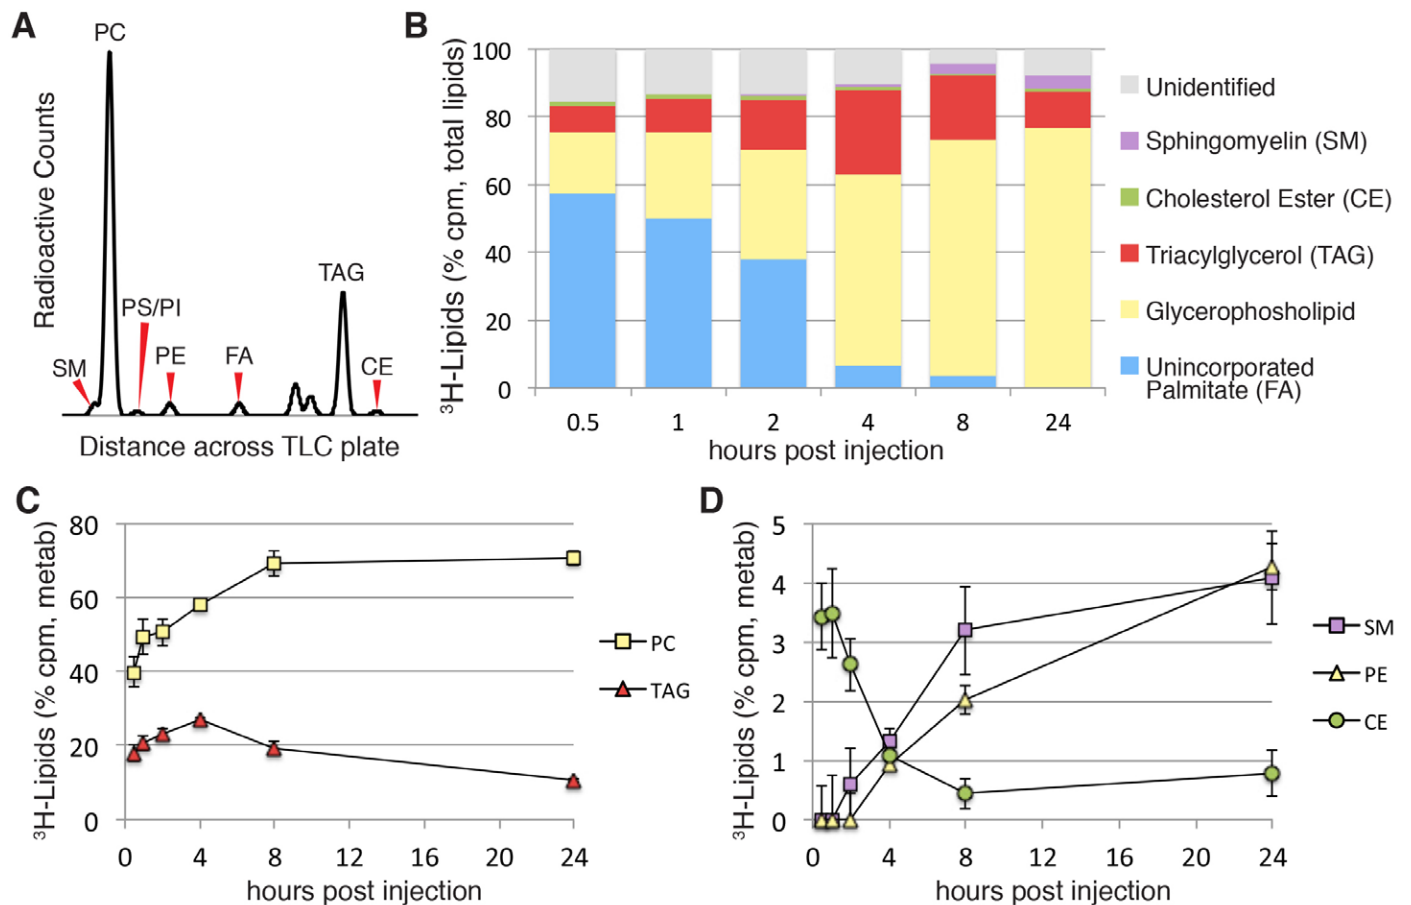 A
PC
PS/PI
SM
PE
FA
TAG
CE
Radioactive Counts
Distance across TLC plate
B
3H-Lipids (% cpm, total lipids)
100
80
60
40
20
0
0.5 1 2 4 8 24
hours post injection
Unidentified
Sphingomyelin (SM)
Cholesterol Ester (CE)
Triacylglycerol (TAG)
Glycerophosholipid
Unincorporated
Palmitate (FA)
C
3H-Lipids (% cpm, metab)
80
60
40
20
0
0 4 8 12 16 20 24
hours post injection
PC
TAG
D
3H-Lipids (% cpm, metab)
5
4
3
2
1
0
0 4 8 12 16 20 24
hours post injection
SM
PE
CE